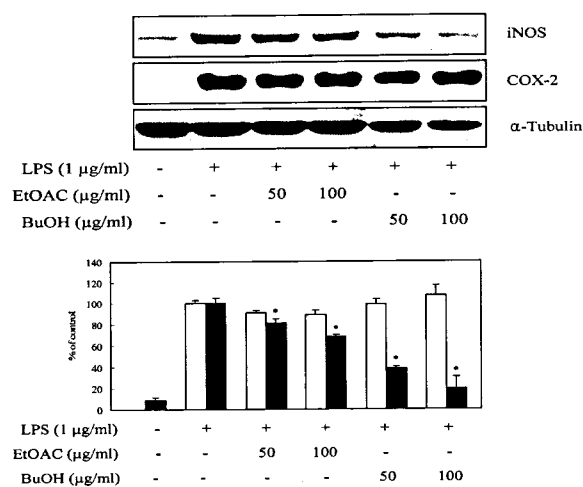 iNOS
COX-2
α-Tubulin
LPS (1 µg/ml) - + + + + +
EtOAC (µg/ml) - - 50 100 - -
BuOH (µg/ml) - - - - 50 100
140
120
100
80
60
40
20
0
% of control
* * * *
LPS (1 µg/ml) - + + + + +
EtOAC (µg/ml) - - 50 100 - -
BuOH (µg/ml) - - - - 50 100